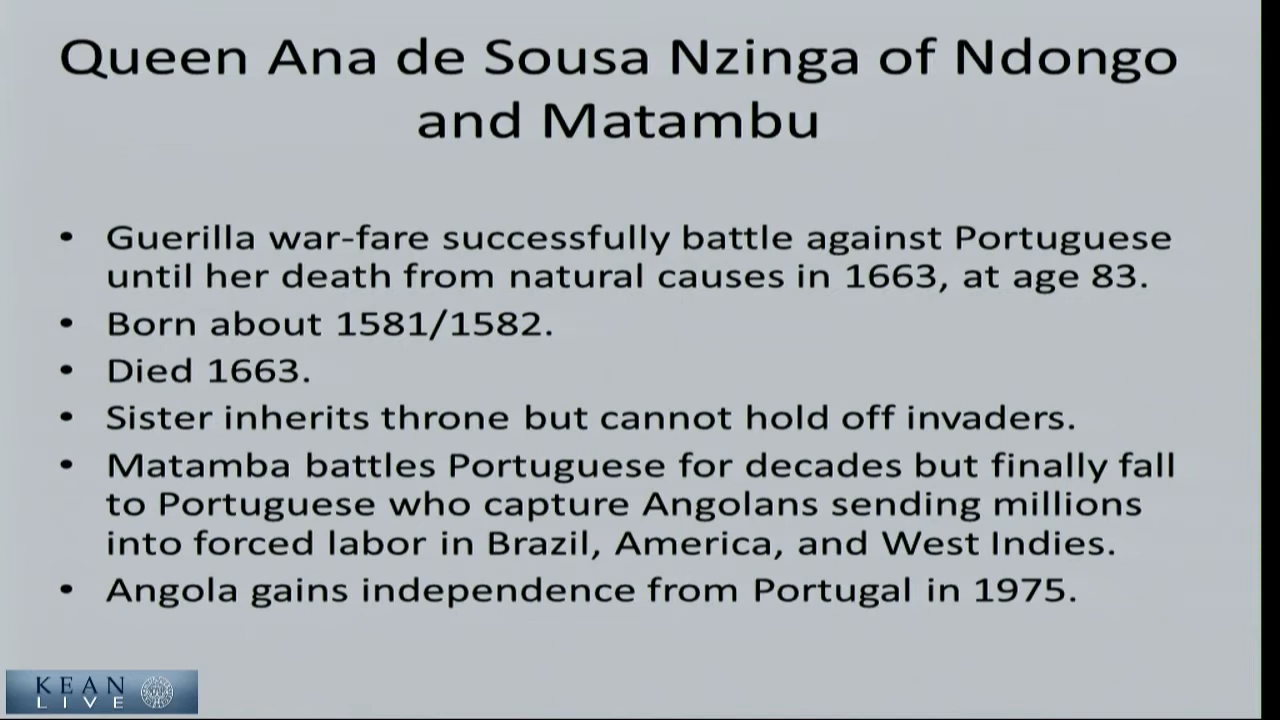 Queen Ana de Sousa Nzinga of Ndongo
and Matambu
• Guerilla war-fare successfully battle against Portuguese
until her death from natural causes in 1663, at age 83.
• Born about 1581/1582.
• Died 1663.
• Sister inherits throne but cannot hold off invaders.
• Matamba battles Portuguese for decades but finally fall
to Portuguese who capture Angolans sending millions
into forced labor in Brazil, America, and West Indies.
• Angola gains independence from Portugal in 1975.
KEAN
LIVE